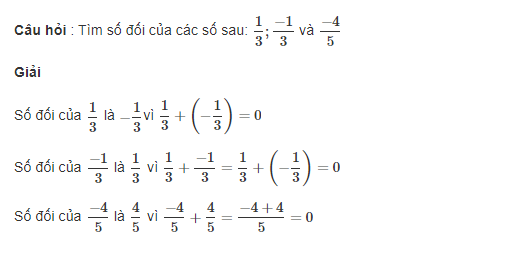 Câu hỏi : Tìm số đối của các số sau: 1/3; -1/3 và -4/5
Giải
Số đối của 1/3 là -1/3 vì 1/3 + (-1/3) = 0
Số đối của -1/3 là 1/3 vì 1/3 + -1/3 = 1/3 + (-1/3) = 0
Số đối của -4/5 là 4/5 vì -4/5 + 4/5 = (-4 + 4)/5 = 0